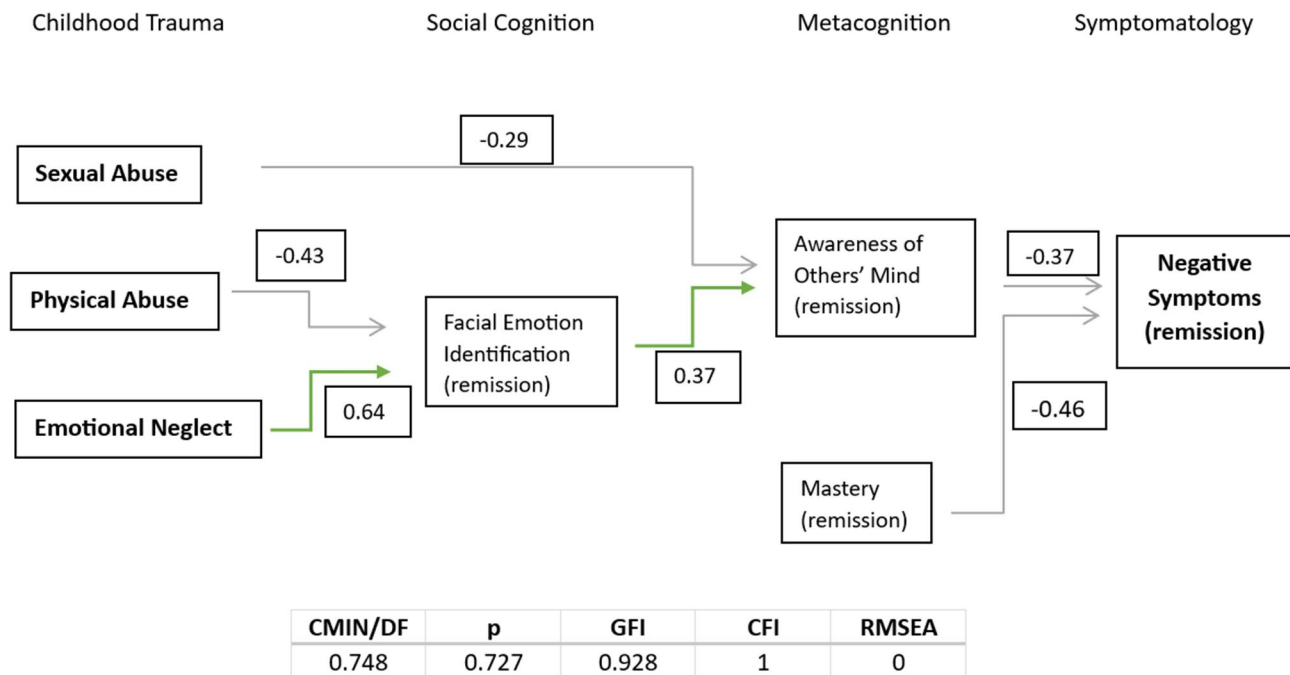 Childhood Trauma
Social Cognition
Metacognition
Symptomatology
-0.29
Sexual Abuse
-0.43
Physical Abuse
Emotional Neglect
0.64
Facial Emotion
Identification
(remission)
0.37
Awareness of
Others’ Mind
(remission)
-0.37
Negative
Symptoms
(remission)
-0.46
Mastery
(remission)
CMIN/DF p GFI CFI RMSEA
0.748 0.727 0.928 1 0